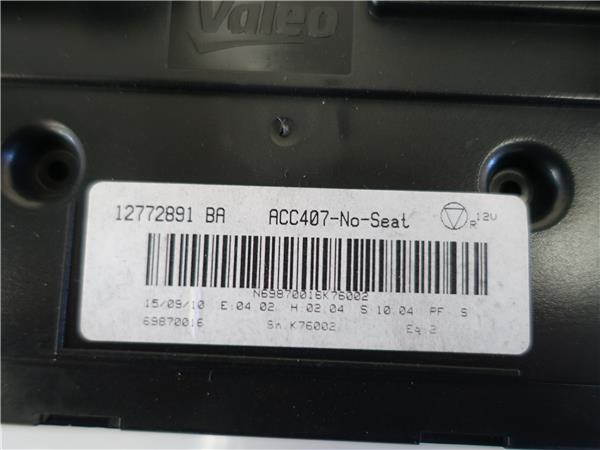 Valeo
12772891 BA ACC407-No-Seat R 12V
N69870016K76002
15/09/10 E:04.02 H:02.04 S:10.04 PF: S
69870016 Sn:K76002 Eq:2